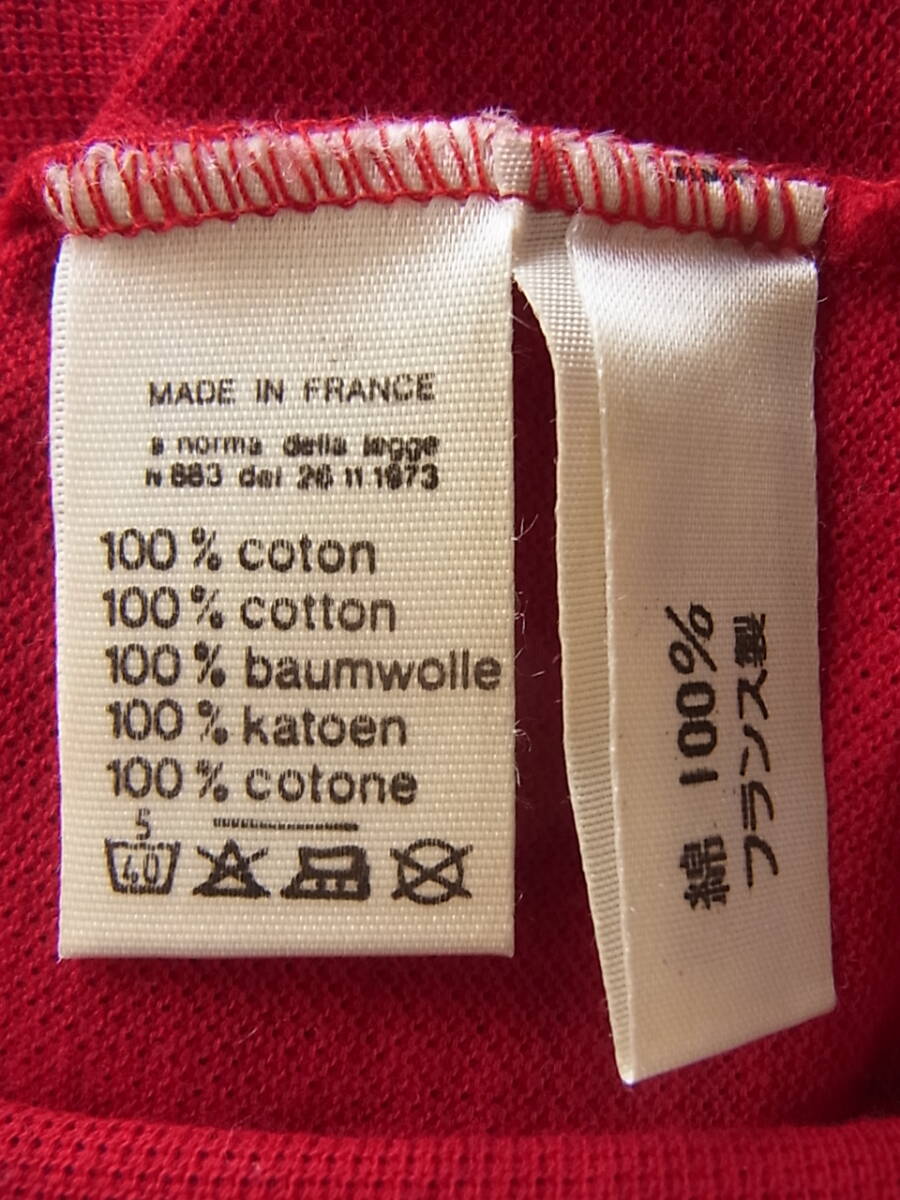 MADE IN FRANCE
a norma della legge
N 883 del 26 11 1973
100 % coton
100 % cotton
100 % baumwolle
100 % katoen
100 % cotone
5
40
綿 100%
フランス製